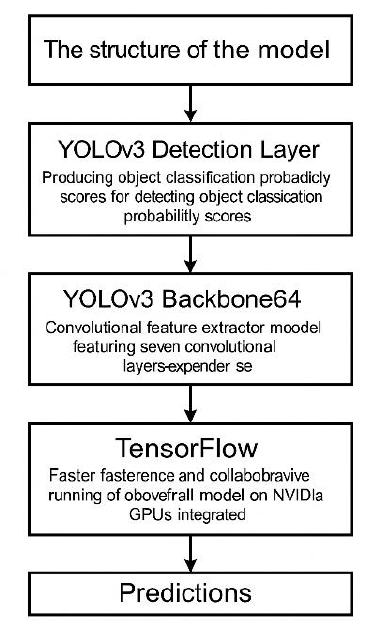 The structure of the model
YOLOv3 Detection Layer
Producing object classification probadicly
scores for detecting object classication
probabilitly scores
YOLOv3 Backbone64
Convolutional feature extractor moodel
featuring seven convolutional
layers-expender se
TensorFlow
Faster fasterence and collabobravive
running of obovefrall model on NVIDIa
GPUs integrated
Predictions